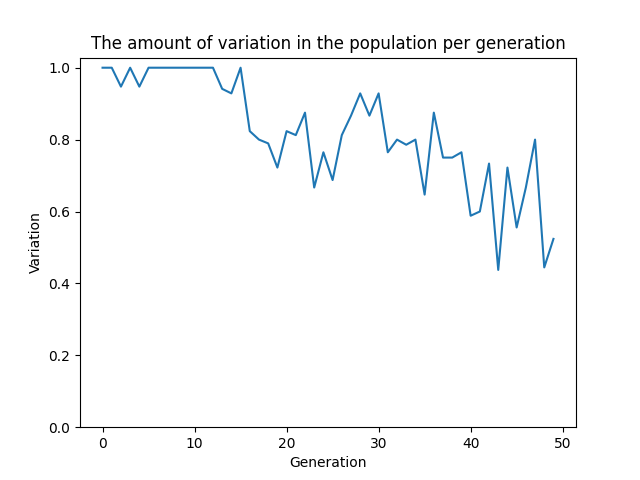 The amount of variation in the population per generation
1.0
0.8
0.6
0.4
0.2
0.0
Variation
0 10 20 30 40 50
Generation